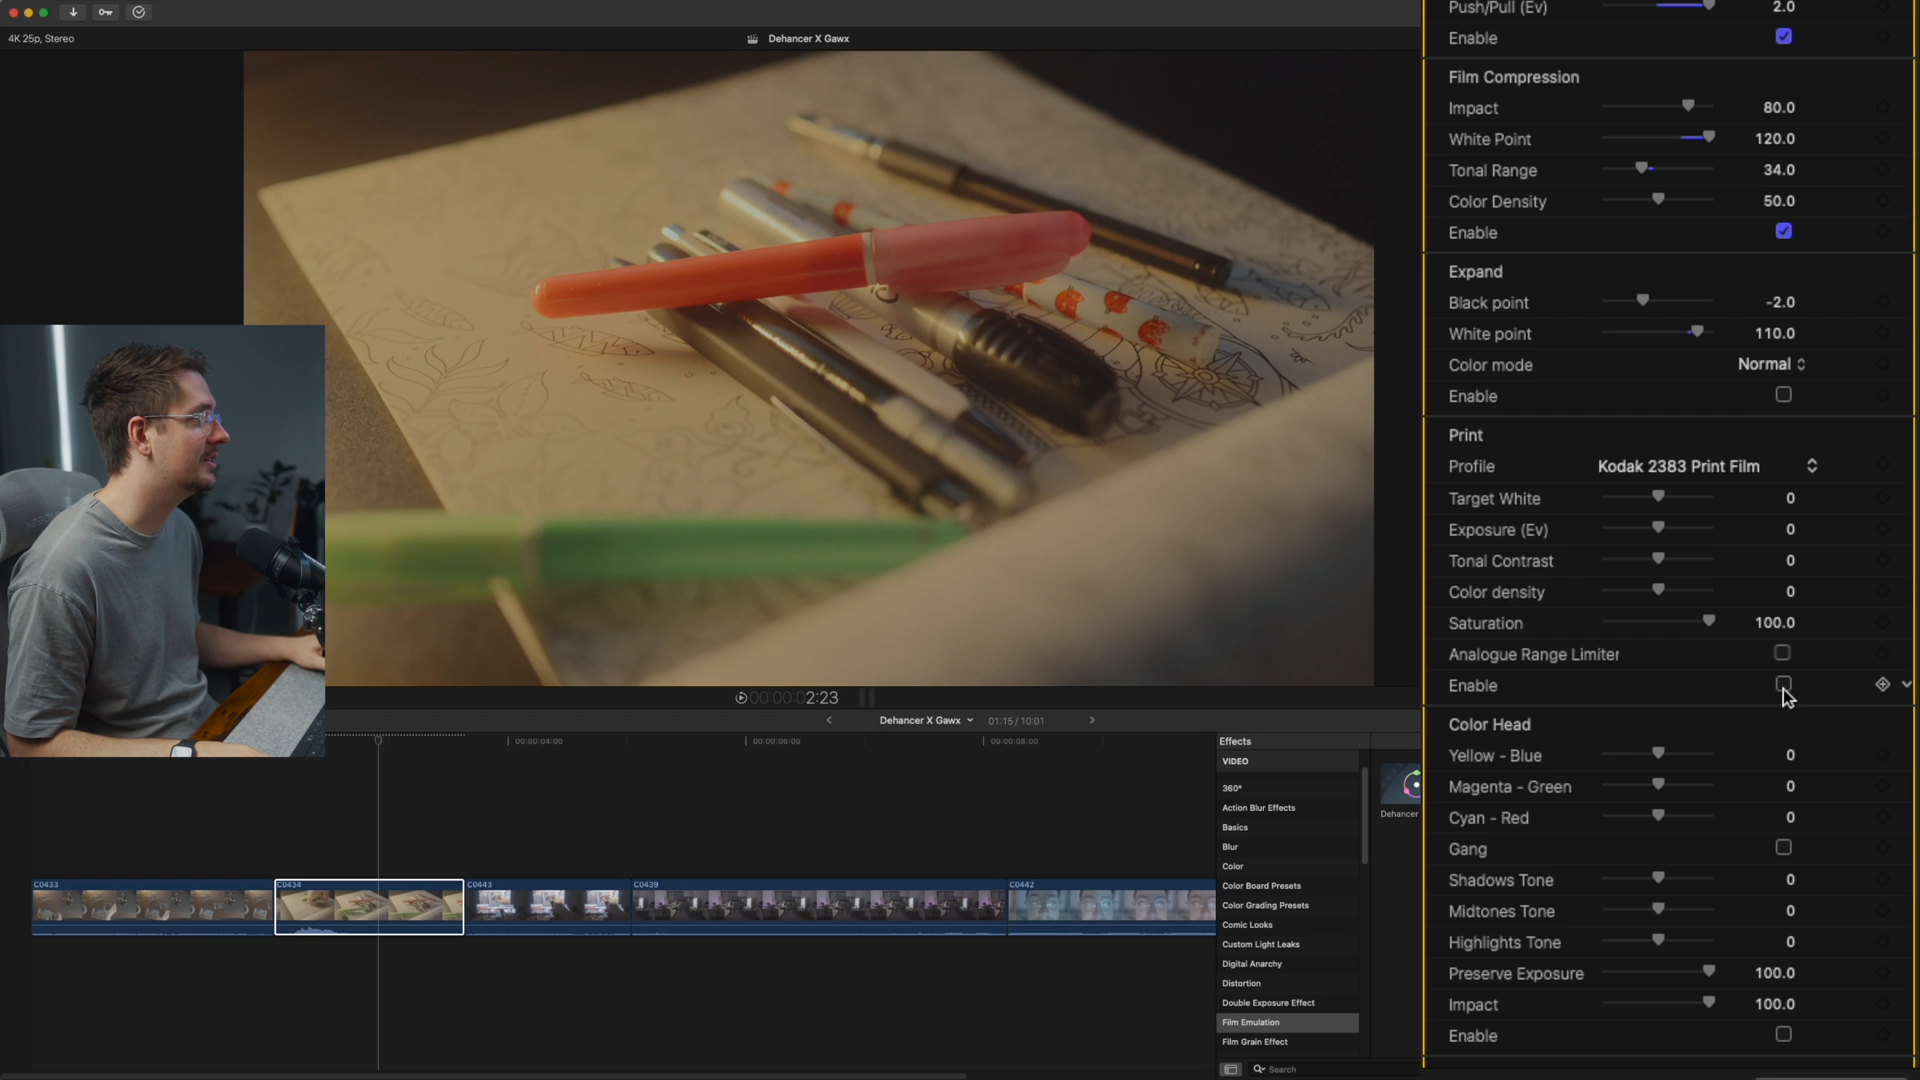 4K 25p, Stereo
Dehancer X Gawx
Push/Pull (Ev) 2.0
Enable
Film Compression
Impact 80.0
White Point 120.0
Tonal Range 34.0
Color Density 50.0
Enable
Expand
Black point -2.0
White point 110.0
Color mode Normal
Enable
Print
Profile Kodak 2383 Print Film
Target White 0
Exposure (Ev) 0
Tonal Contrast 0
Color density 0
Saturation 100.0
Analogue Range Limiter
Enable
Color Head
Yellow - Blue 0
Magenta - Green 0
Cyan - Red 0
Gang
Shadows Tone 0
Midtones Tone 0
Highlights Tone 0
Preserve Exposure 100.0
Impact 100.0
Enable
00:00:02:23
Dehancer X Gawx 01:15 / 10:01
00:00:04:00 00:00:06:00 00:00:08:00
C0433 C0434 C0443 C0439 C0442
Effects
VIDEO
360°
Action Blur Effects
Basics
Blur
Color
Color Board Presets
Color Grading Presets
Comic Looks
Custom Light Leaks
Digital Anarchy
Distortion
Double Exposure Effect
Film Emulation
Film Grain Effect
Search
Dehancer